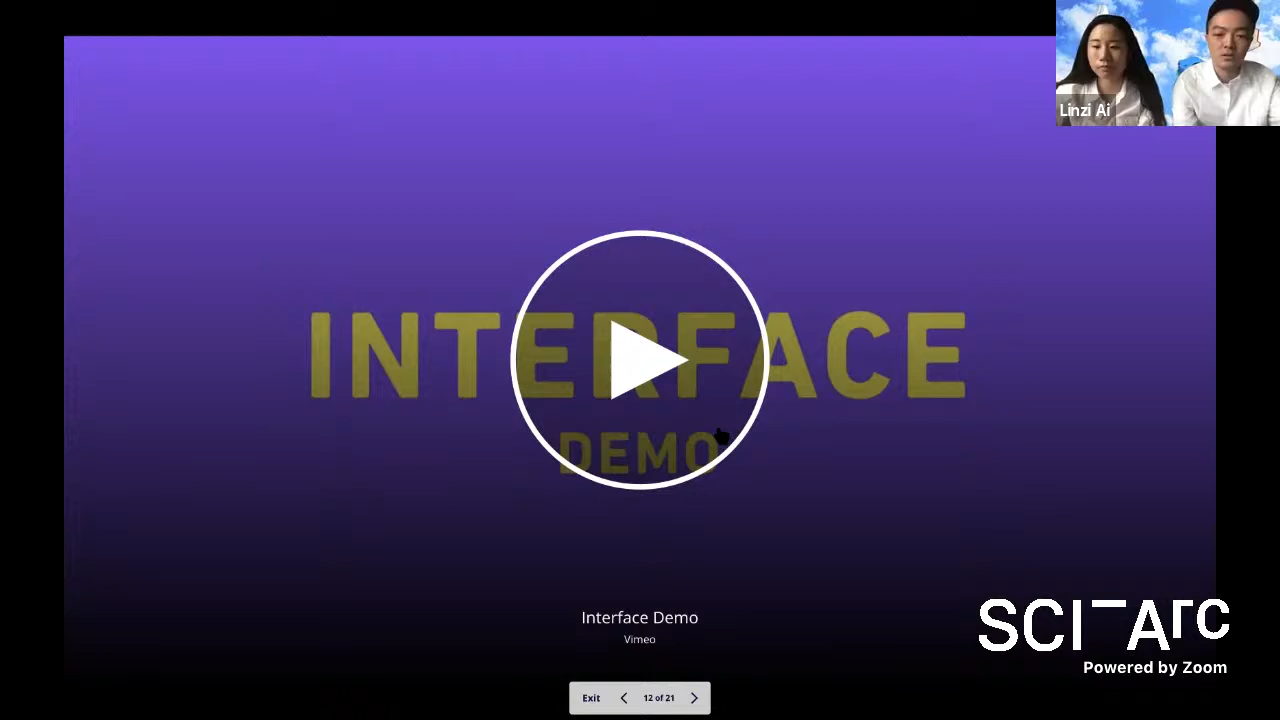 Linzi Ai
INTERFACE
DEMO
Interface Demo
Vimeo
SCI-Arc
Powered by Zoom
Exit
12 of 21